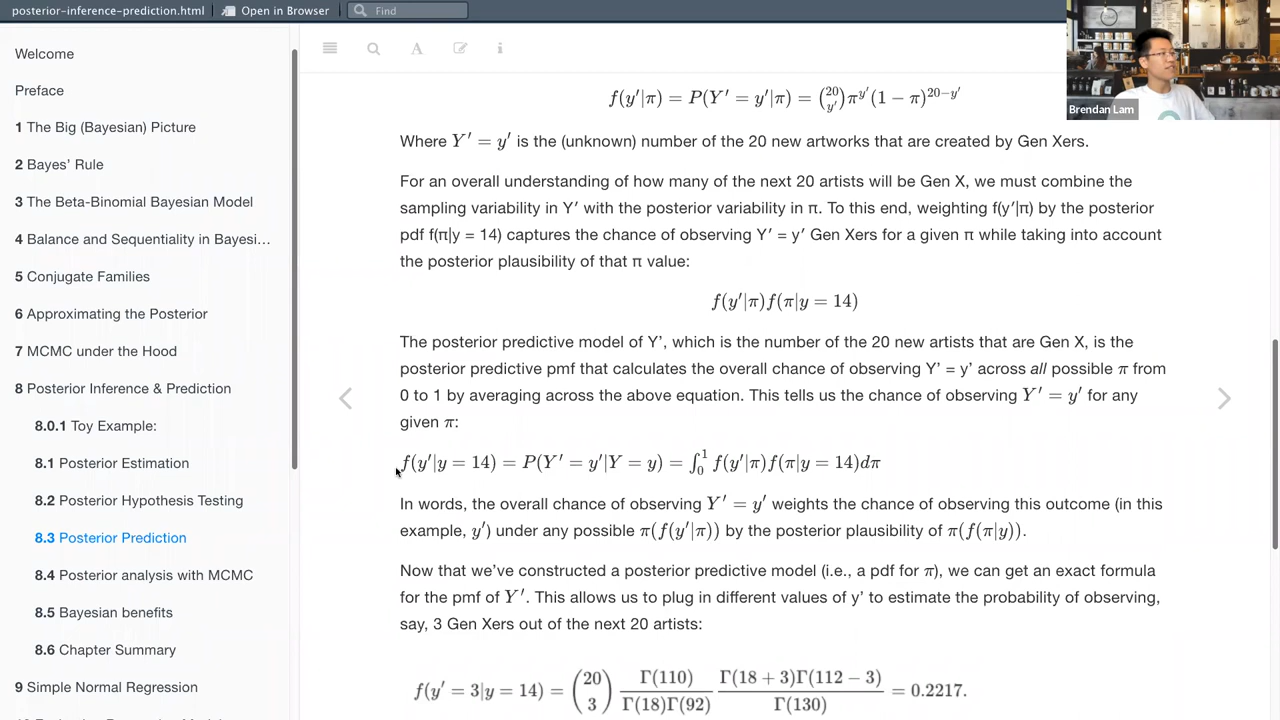 posterior-inference-prediction.html
Open in Browser
Find
Welcome
Preface
1 The Big (Bayesian) Picture
2 Bayes' Rule
3 The Beta-Binomial Bayesian Model
4 Balance and Sequentiality in Bayesi…
5 Conjugate Families
6 Approximating the Posterior
7 MCMC under the Hood
8 Posterior Inference & Prediction
8.0.1 Toy Example:
8.1 Posterior Estimation
8.2 Posterior Hypothesis Testing
8.3 Posterior Prediction
8.4 Posterior analysis with MCMC
8.5 Bayesian benefits
8.6 Chapter Summary
9 Simple Normal Regression
A
i
Brendan Lam
f(y′|π) = P(Y′ = y′|π) = (20 y′)π^y′(1 − π)^20−y′
Where Y′ = y′ is the (unknown) number of the 20 new artworks that are created by Gen Xers.
For an overall understanding of how many of the next 20 artists will be Gen X, we must combine the
sampling variability in Y′ with the posterior variability in π. To this end, weighting f(y′|π) by the posterior
pdf f(π|y = 14) captures the chance of observing Y′ = y′ Gen Xers for a given π while taking into account
the posterior plausibility of that π value:
f(y′|π)f(π|y = 14)
The posterior predictive model of Y', which is the number of the 20 new artists that are Gen X, is the
posterior predictive pmf that calculates the overall chance of observing Y' = y' across all possible π from
0 to 1 by averaging across the above equation. This tells us the chance of observing Y′ = y′ for any
given π:
f(y′|y = 14) = P(Y′ = y′|Y = y) = ∫₀¹ f(y′|π)f(π|y = 14)dπ
In words, the overall chance of observing Y′ = y′ weights the chance of observing this outcome (in this
example, y′) under any possible π(f(y′|π)) by the posterior plausibility of π(f(π|y)).
Now that we've constructed a posterior predictive model (i.e., a pdf for π), we can get an exact formula
for the pmf of Y′. This allows us to plug in different values of y' to estimate the probability of observing,
say, 3 Gen Xers out of the next 20 artists:
f(y′ = 3|y = 14) = (20 3) Γ(110)/Γ(18)Γ(92) Γ(18 + 3)Γ(112 − 3)/Γ(130) = 0.2217.